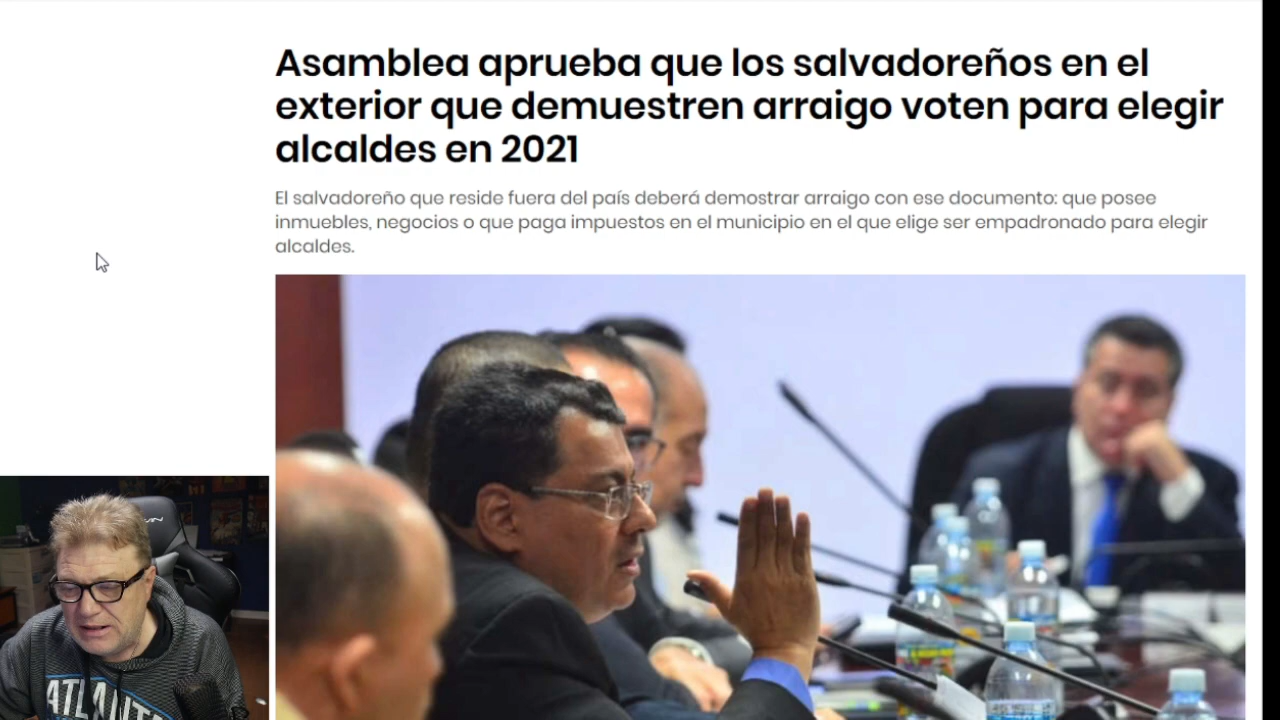 Asamblea aprueba que los salvadoreños en el
exterior que demuestren arraigo voten para elegir
alcaldes en 2021
El salvadoreño que reside fuera del país deberá demostrar arraigo con ese documento: que posee
inmuebles, negocios o que paga impuestos en el municipio en el que elige ser empadronado para elegir
alcaldes.